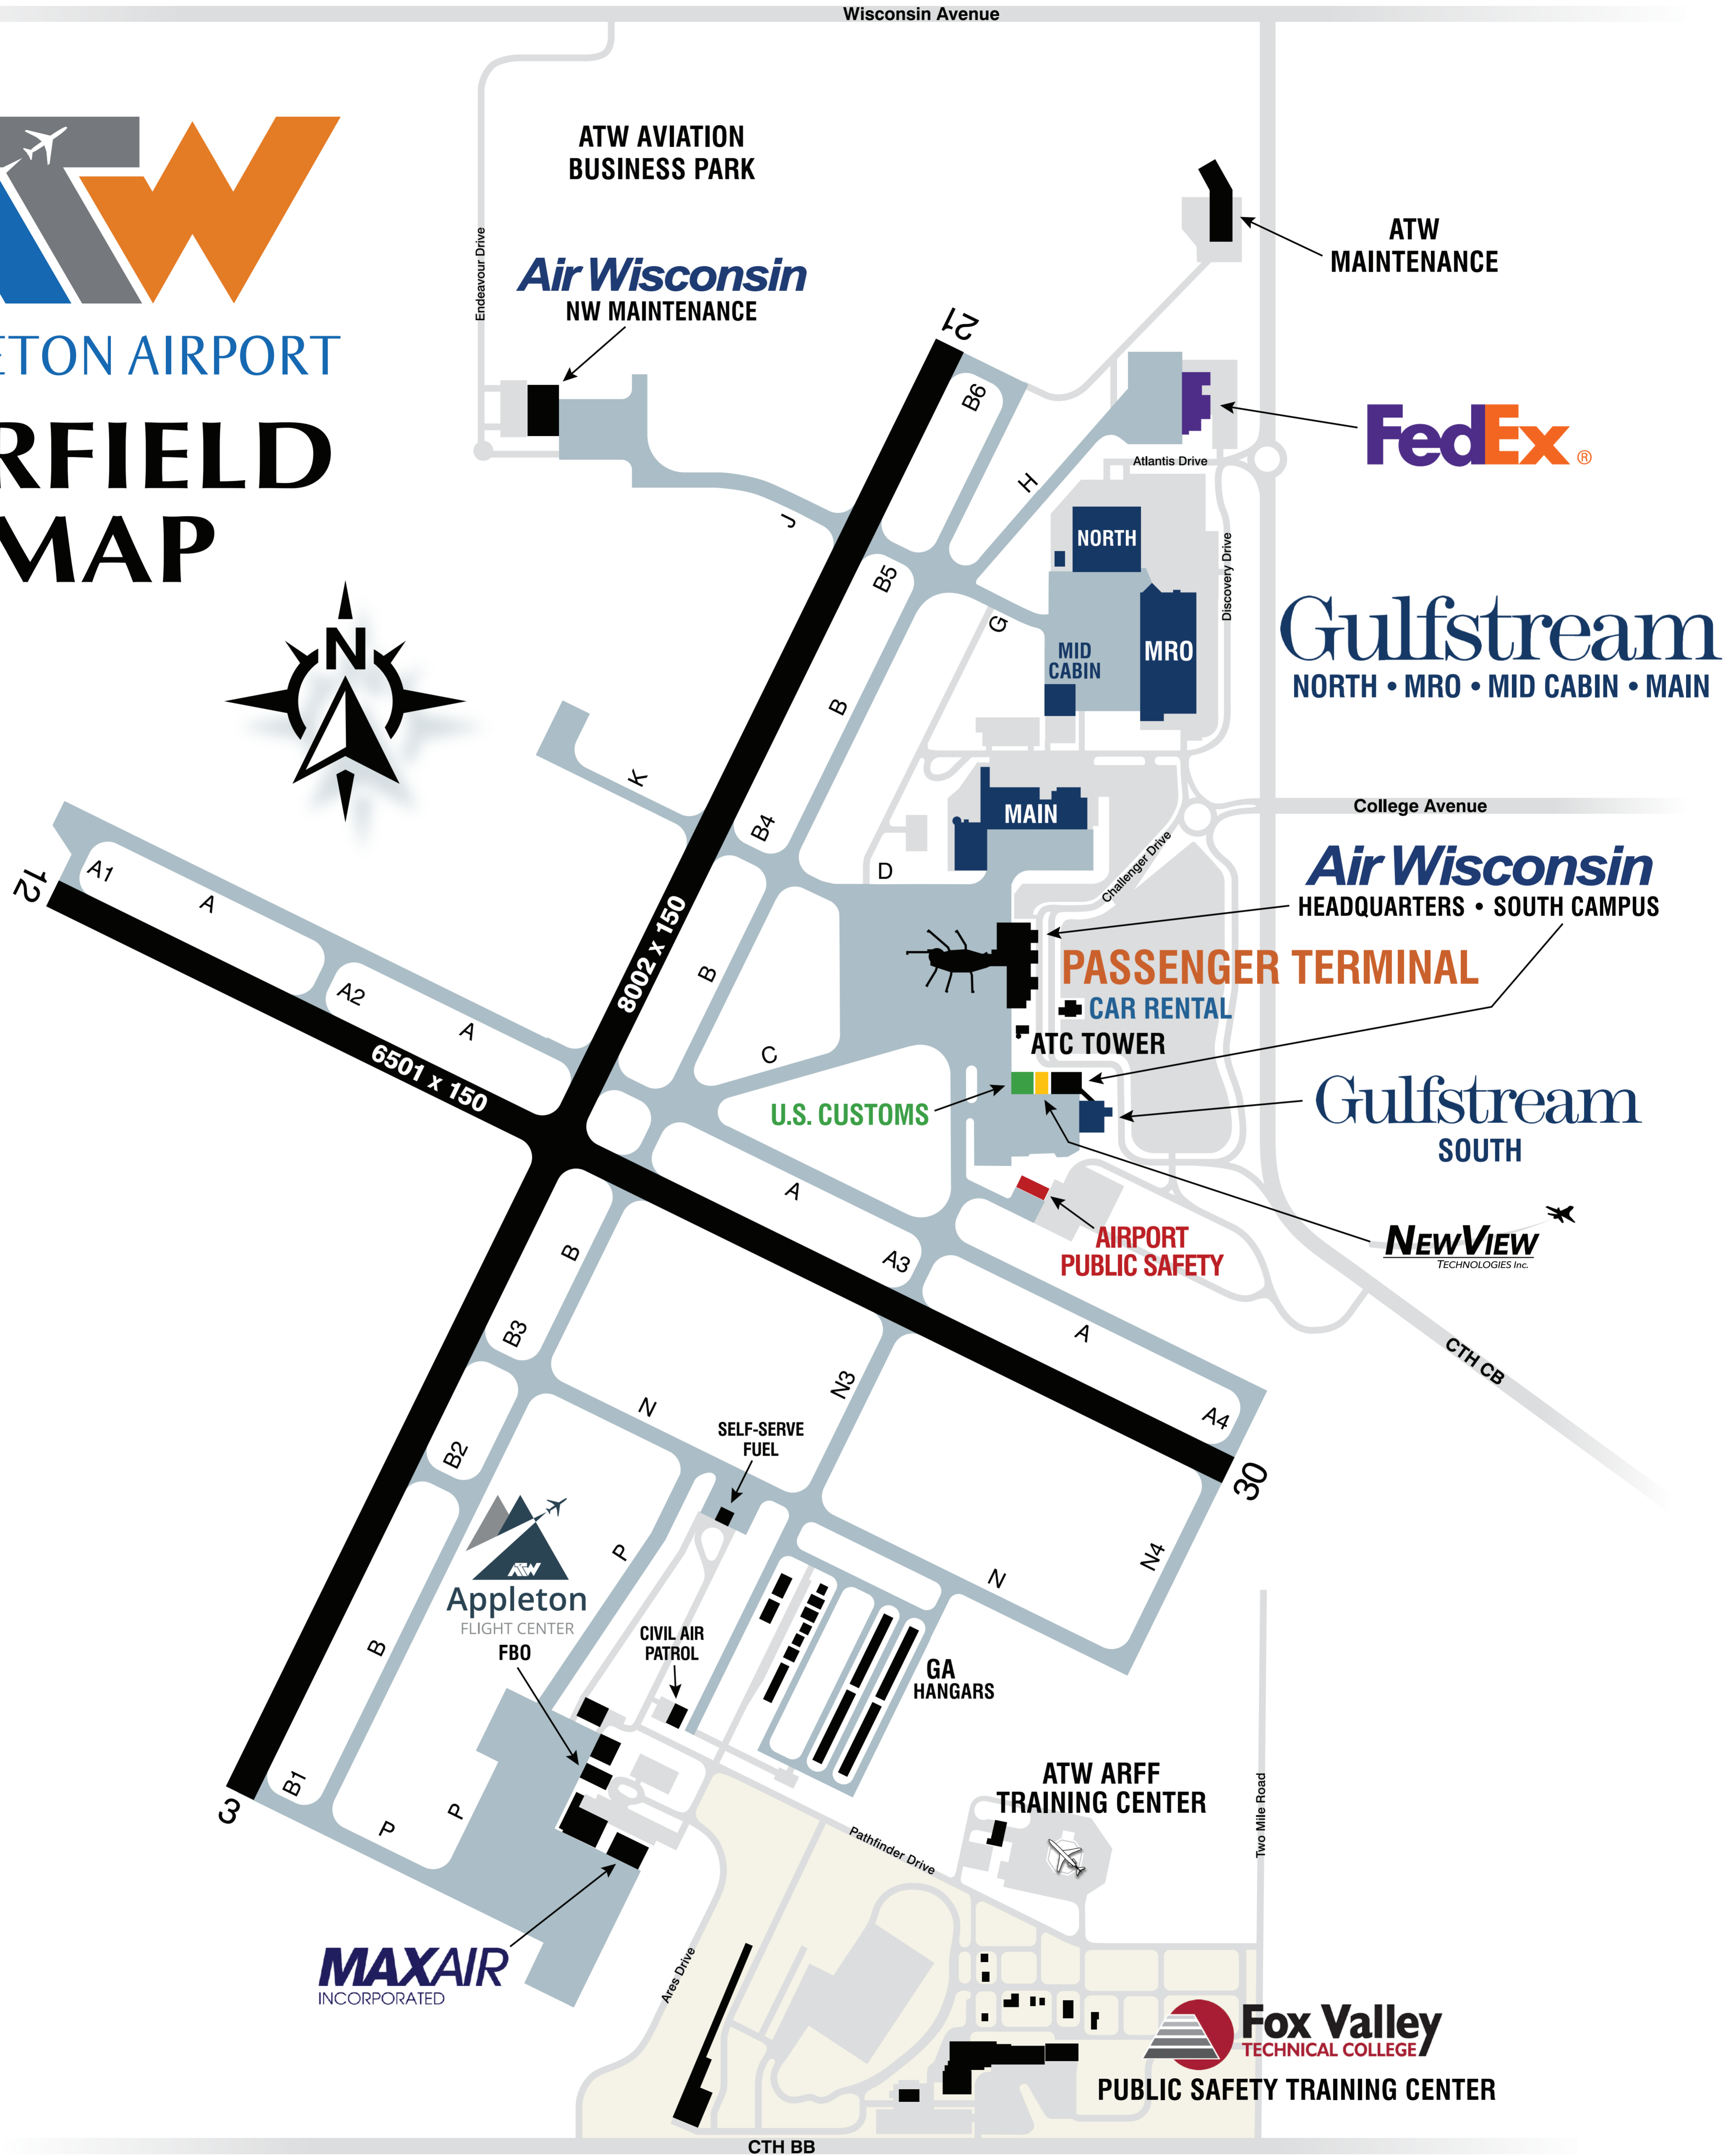 Wisconsin Avenue
ATW AVIATION
BUSINESS PARK
ATW
ETON AIRPORT
RFIELD
MAP
N
Endeavour Drive
Air Wisconsin
NW MAINTENANCE
ATW
MAINTENANCE
21
B6
FedEx ®
Atlantis Drive
H
J
NORTH
B5
Discovery Drive
G
MID
CABIN
MRO
Gulfstream
NORTH • MRO • MID CABIN • MAIN
B
K
MAIN
B4
College Avenue
Challenger Drive
D
12
A1
A
8002 x 150
B
A2
A
6501 x 150
C
Air Wisconsin
HEADQUARTERS • SOUTH CAMPUS
PASSENGER TERMINAL
CAR RENTAL
ATC TOWER
U.S. CUSTOMS
Gulfstream
SOUTH
A
AIRPORT
PUBLIC SAFETY
NEWVIEW
TECHNOLOGIES Inc.
B
A3
A
CTH CB
B3
N3
N
A4
30
SELF-SERVE
FUEL
B2
P
N4
N
ATW
Appleton
FLIGHT CENTER
FBO
CIVIL AIR
PATROL
B
GA
HANGARS
B1
3
P
P
ATW ARFF
TRAINING CENTER
Two Mile Road
Pathfinder Drive
MAXAIR
INCORPORATED
Ares Drive
Fox Valley
TECHNICAL COLLEGE
PUBLIC SAFETY TRAINING CENTER
CTH BB